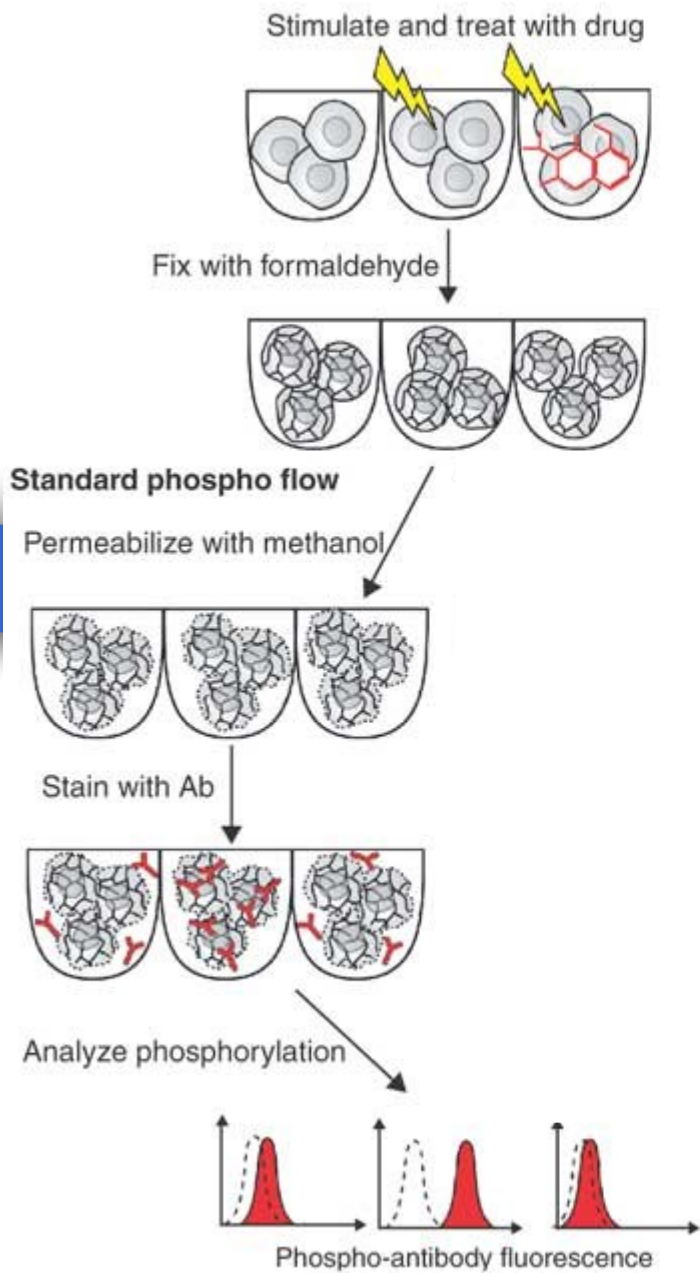 Stimulate and treat with drug
Fix with formaldehyde
Standard phospho flow
Permeabilize with methanol
Stain with Ab
Analyze phosphorylation
Phospho-antibody fluorescence